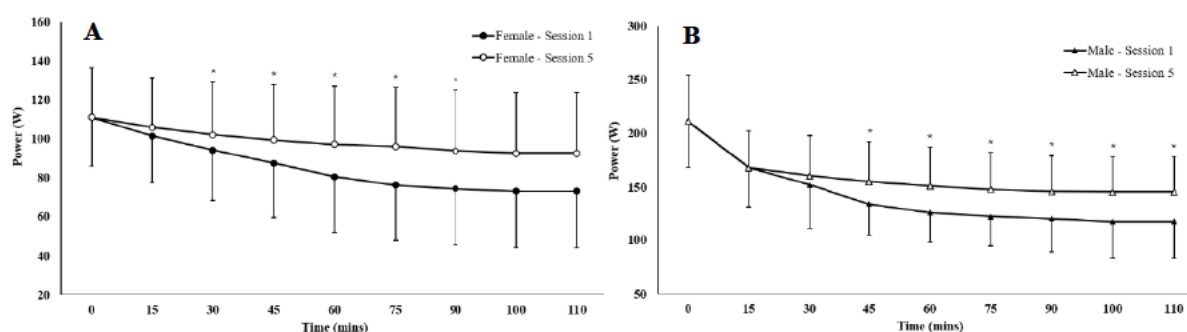 A
Female - Session 1
Female - Session 5
Power (W)
160
140
120
100
80
60
40
20
* * * * *
0 15 30 45 60 75 90 100 110
Time (mins)
B
Male - Session 1
Male - Session 5
Power (W)
300
250
200
150
100
50
* * * * * *
0 15 30 45 60 75 90 100 110
Time (mins)